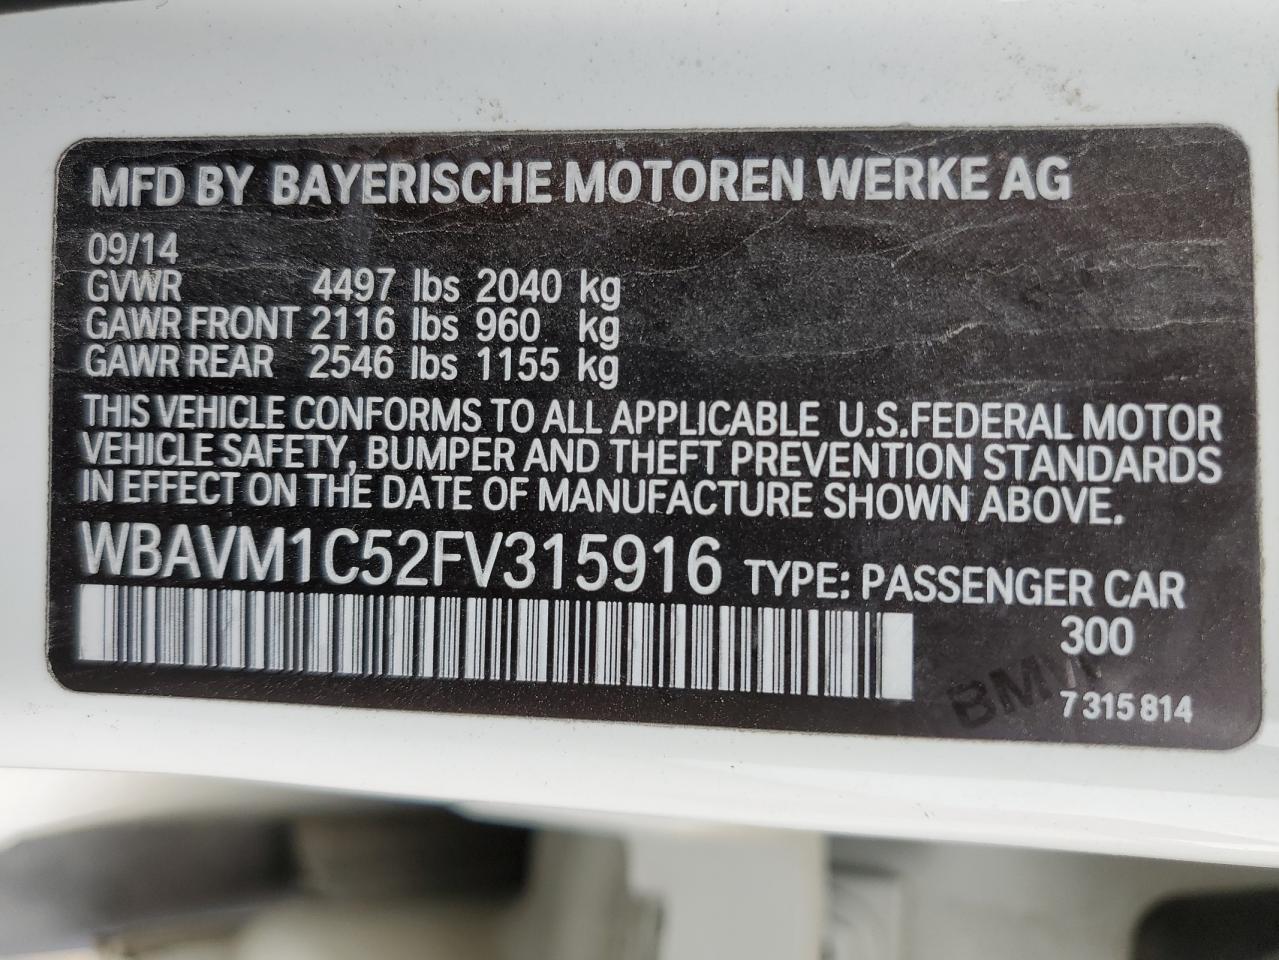 MFD BY BAYERISCHE MOTOREN WERKE AG
09/14
GVWR 4497 lbs 2040 kg
GAWR FRONT 2116 lbs 960 kg
GAWR REAR 2546 lbs 1155 kg
THIS VEHICLE CONFORMS TO ALL APPLICABLE U.S.FEDERAL MOTOR
VEHICLE SAFETY, BUMPER AND THEFT PREVENTION STANDARDS
IN EFFECT ON THE DATE OF MANUFACTURE SHOWN ABOVE.
WBAVM1C52FV315916 TYPE: PASSENGER CAR
300
BMW
7 315 814